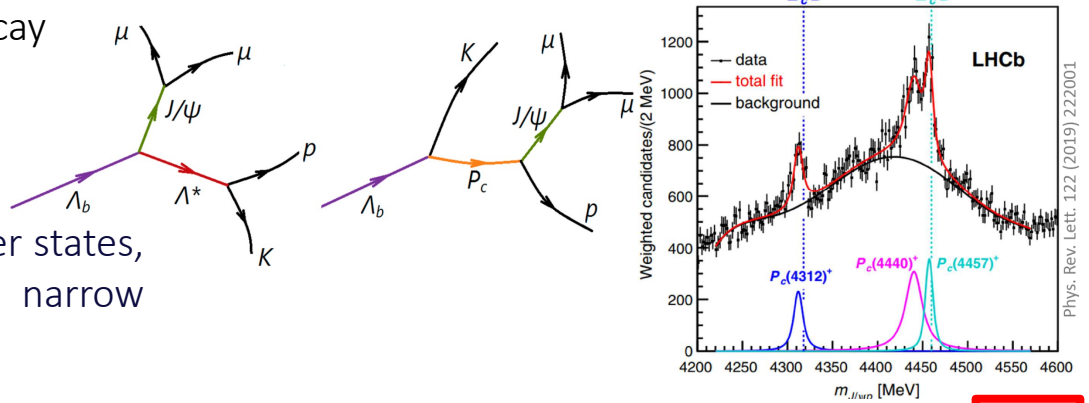 cay
er states,
narrow
μ
μ
J/ψ
Λ*
p
Λb
K
K
μ
J/ψ
μ
Pc
Λb
p
LHCb
data
total fit
background
Weighted candidates/(2 MeV)
1200
1000
800
600
400
200
0
Pc(4312)+
Pc(4440)+
Pc(4457)+
4200 4250 4300 4350 4400 4450 4500 4550 4600
mJ/ψp [MeV]
Phys. Rev. Lett. 122 (2019) 222001